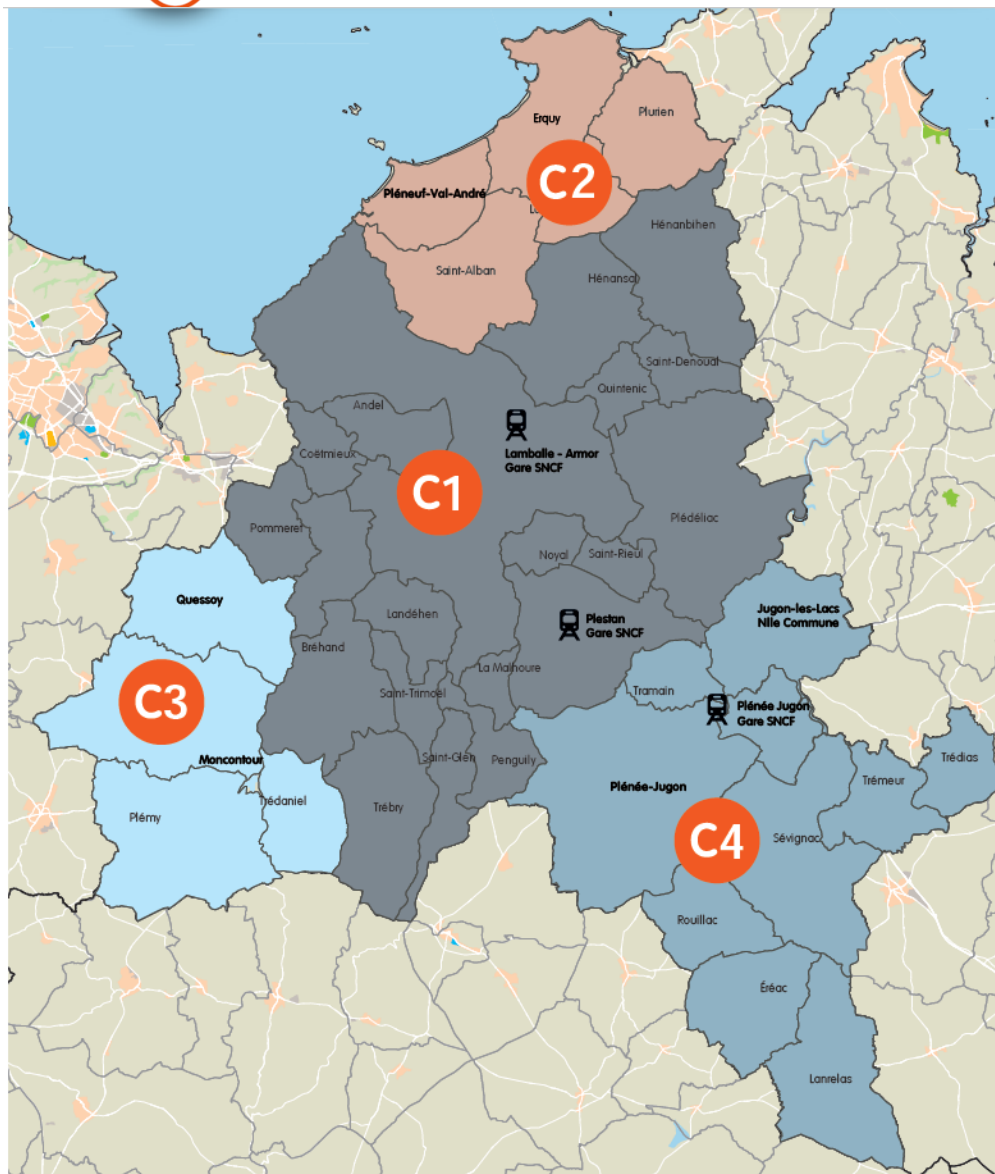 Plurien
Erquy
C2
Pléneuf-Val-André
Hénanbihen
Saint-Alban
Hénansal
Saint-Denoual
Quintenic
Andel
Coëtmieux
Lamballe - Armor
Gare SNCF
C1
Pommeret
Plédéliac
Noyal
Saint-Rieul
Quessoy
Landéhen
Plestan
Gare SNCF
Jugon-les-Lacs
Nlle Commune
Bréhand
La Malhoure
Tramain
C3
Saint-Trimoël
Plénée Jugon
Gare SNCF
Moncontour
Saint-Glen
Penguily
Trédias
Trédaniel
Trébry
Plénée-Jugon
Trémeur
Plémy
C4
Sévignac
Rouillac
Éréac
Lanrelas